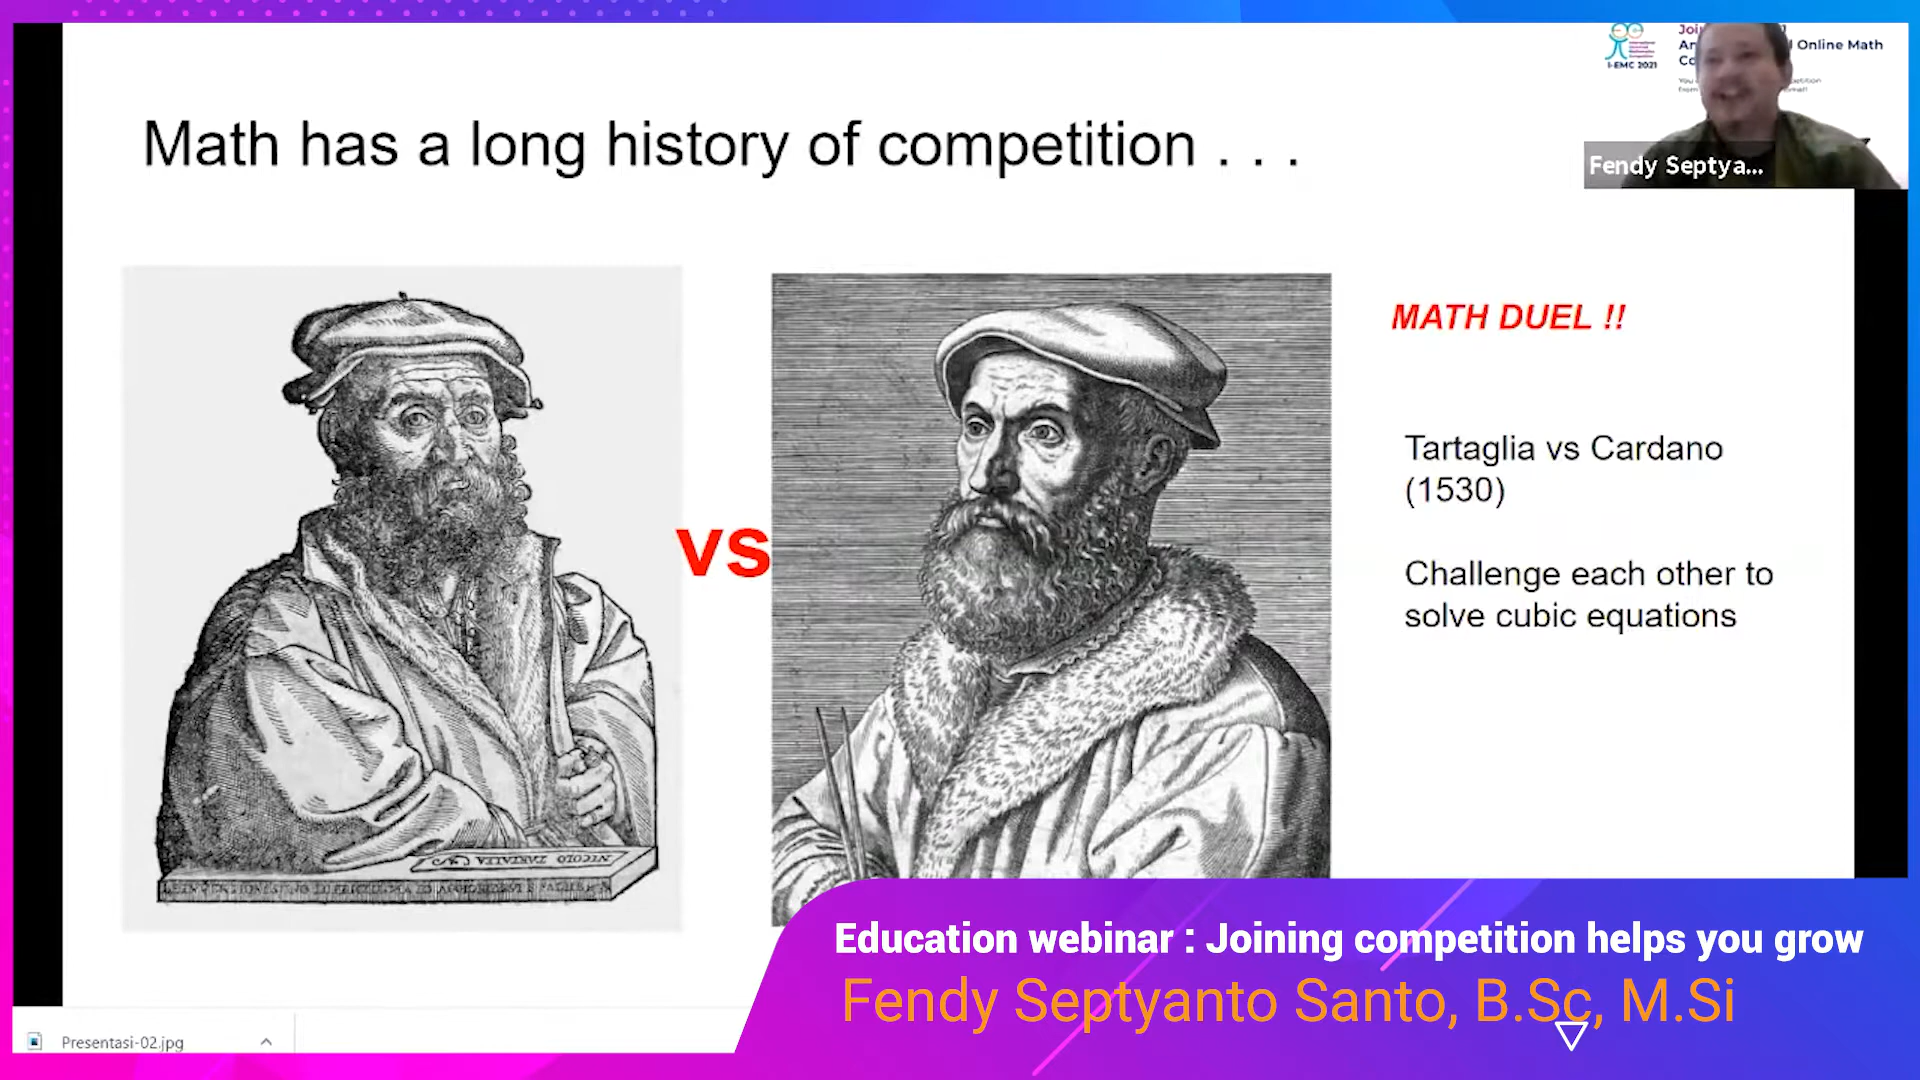 Math has a long history of competition . . .
I-EMC 2021
Online Math
Fendy Septya...
MATH DUEL !!
Tartaglia vs Cardano
(1530)
Challenge each other to
solve cubic equations
vs
NICOLO TARTALEA
Education webinar : Joining competition helps you grow
Fendy Septyanto Santo, B.Sc, M.Si
Presentasi-02.jpg